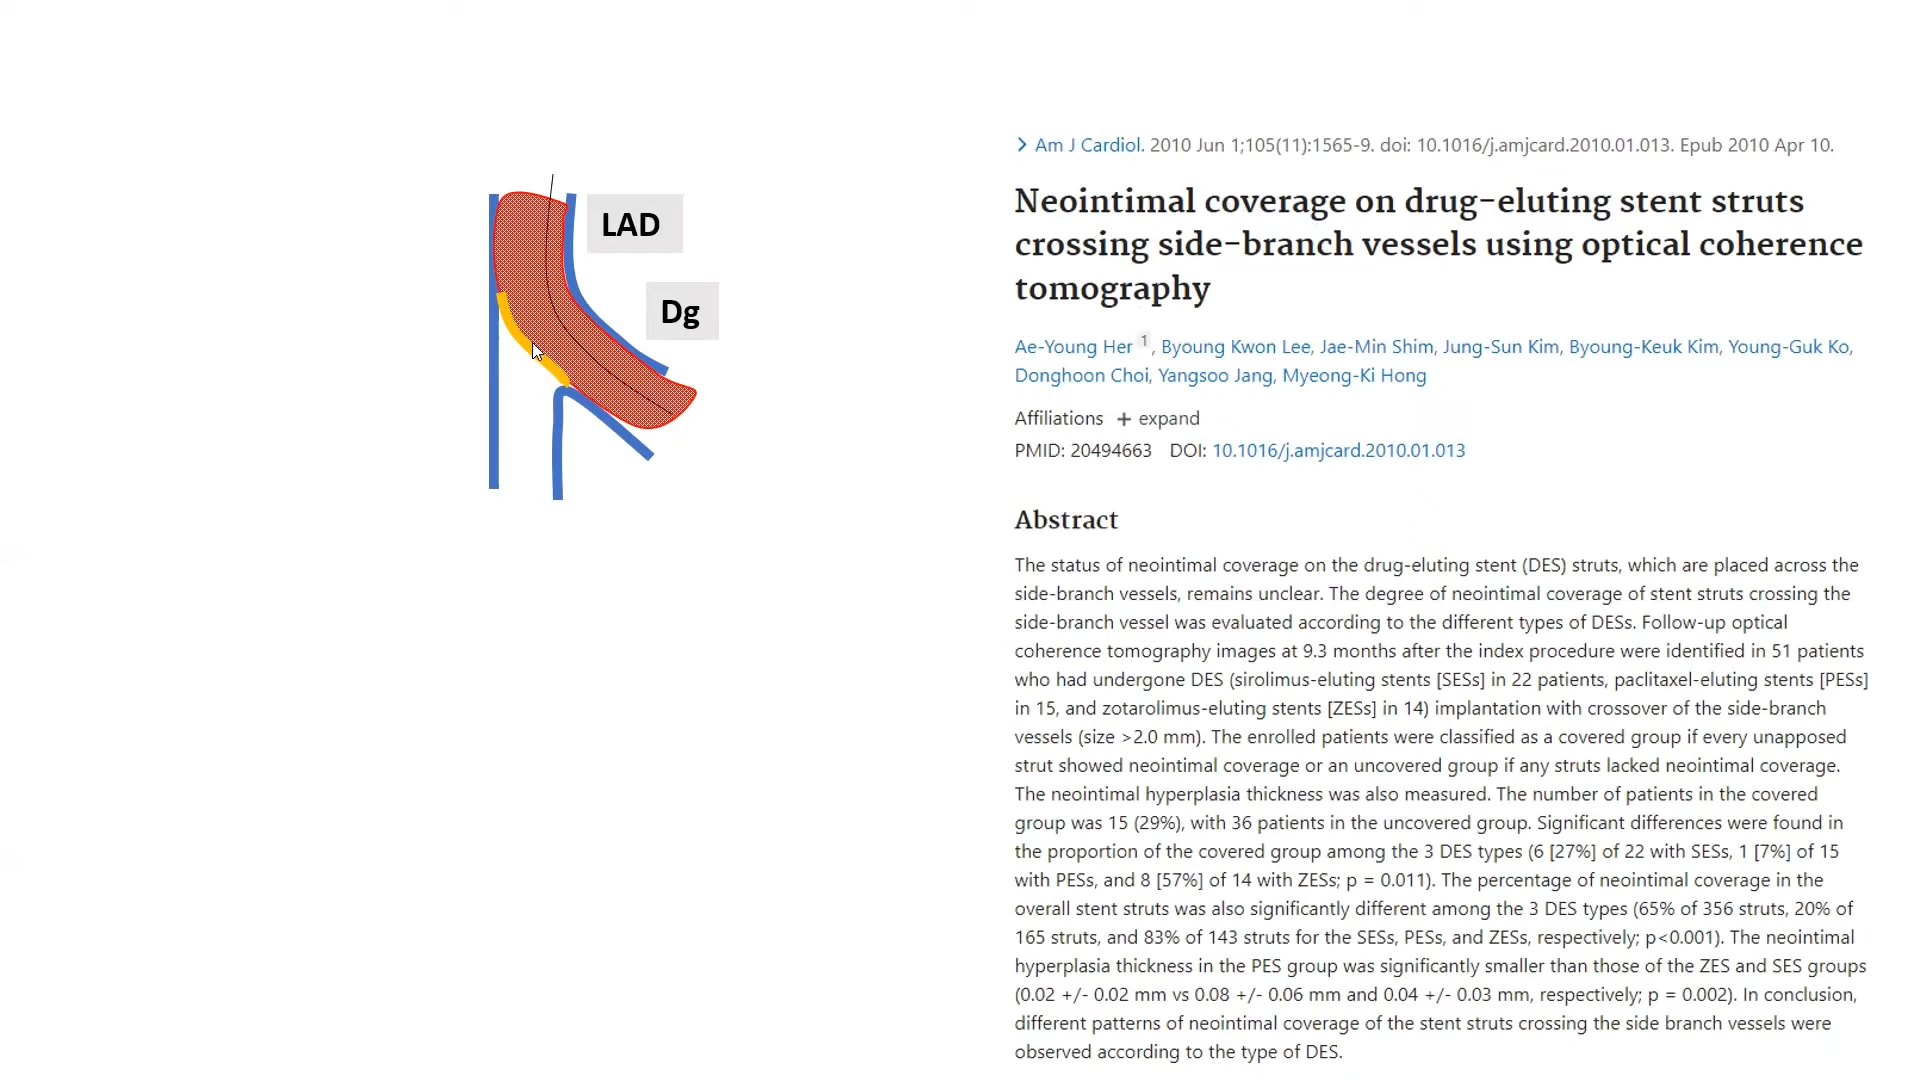 LAD
Dg
Am J Cardiol. 2010 Jun 1;105(11):1565-9. doi: 10.1016/j.amjcard.2010.01.013. Epub 2010 Apr 10.
Neointimal coverage on drug-eluting stent struts
crossing side-branch vessels using optical coherence
tomography
Ae-Young Her 1, Byoung Kwon Lee, Jae-Min Shim, Jung-Sun Kim, Byoung-Keuk Kim, Young-Guk Ko,
Donghoon Choi, Yangsoo Jang, Myeong-Ki Hong
Affiliations + expand
PMID: 20494663 DOI: 10.1016/j.amjcard.2010.01.013
Abstract
The status of neointimal coverage on the drug-eluting stent (DES) struts, which are placed across the
side-branch vessels, remains unclear. The degree of neointimal coverage of stent struts crossing the
side-branch vessel was evaluated according to the different types of DESs. Follow-up optical
coherence tomography images at 9.3 months after the index procedure were identified in 51 patients
who had undergone DES (sirolimus-eluting stents [SESs] in 22 patients, paclitaxel-eluting stents [PESs]
in 15, and zotarolimus-eluting stents [ZESs] in 14) implantation with crossover of the side-branch
vessels (size >2.0 mm). The enrolled patients were classified as a covered group if every unapposed
strut showed neointimal coverage or an uncovered group if any struts lacked neointimal coverage.
The neointimal hyperplasia thickness was also measured. The number of patients in the covered
group was 15 (29%), with 36 patients in the uncovered group. Significant differences were found in
the proportion of the covered group among the 3 DES types (6 [27%] of 22 with SESs, 1 [7%] of 15
with PESs, and 8 [57%] of 14 with ZESs; p = 0.011). The percentage of neointimal coverage in the
overall stent struts was also significantly different among the 3 DES types (65% of 356 struts, 20% of
165 struts, and 83% of 143 struts for the SESs, PESs, and ZESs, respectively; p<0.001). The neointimal
hyperplasia thickness in the PES group was significantly smaller than those of the ZES and SES groups
(0.02 +/- 0.02 mm vs 0.08 +/- 0.06 mm and 0.04 +/- 0.03 mm, respectively; p = 0.002). In conclusion,
different patterns of neointimal coverage of the stent struts crossing the side branch vessels were
observed according to the type of DES.